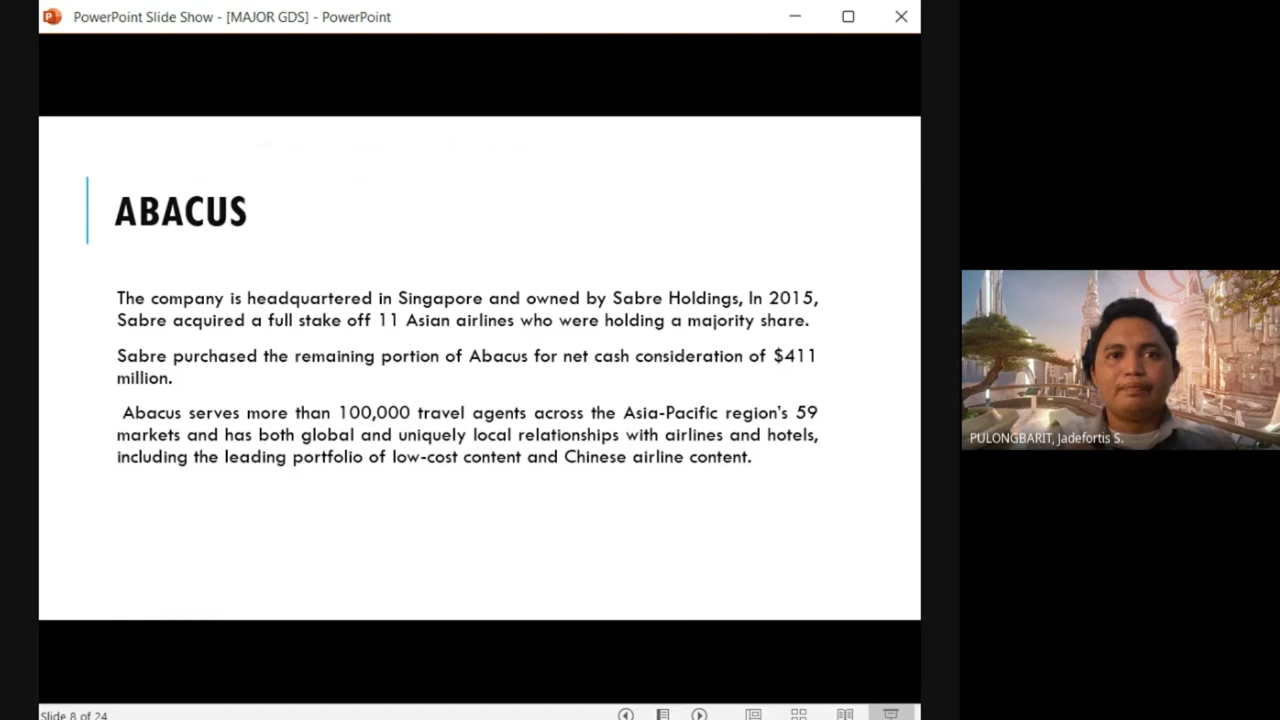 PowerPoint Slide Show - [MAJOR GDS] - PowerPoint
ABACUS
The company is headquartered in Singapore and owned by Sabre Holdings, In 2015,
Sabre acquired a full stake off 11 Asian airlines who were holding a majority share.
Sabre purchased the remaining portion of Abacus for net cash consideration of $411
million.
Abacus serves more than 100,000 travel agents across the Asia-Pacific region's 59
markets and has both global and uniquely local relationships with airlines and hotels,
including the leading portfolio of low-cost content and Chinese airline content.
PULONGBARIT, Jadefortis S.
Slide 8 of 24